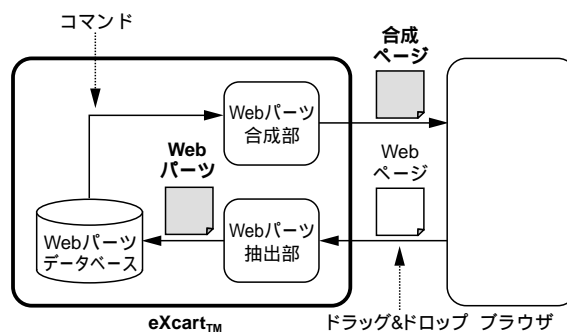 コマンド
合成
ページ
Webパーツ
合成部
Web
パーツ
Web
ページ
Webパーツ
データベース
Webパーツ
抽出部
eXcartTM
ドラッグ&ドロップ
ブラウザ